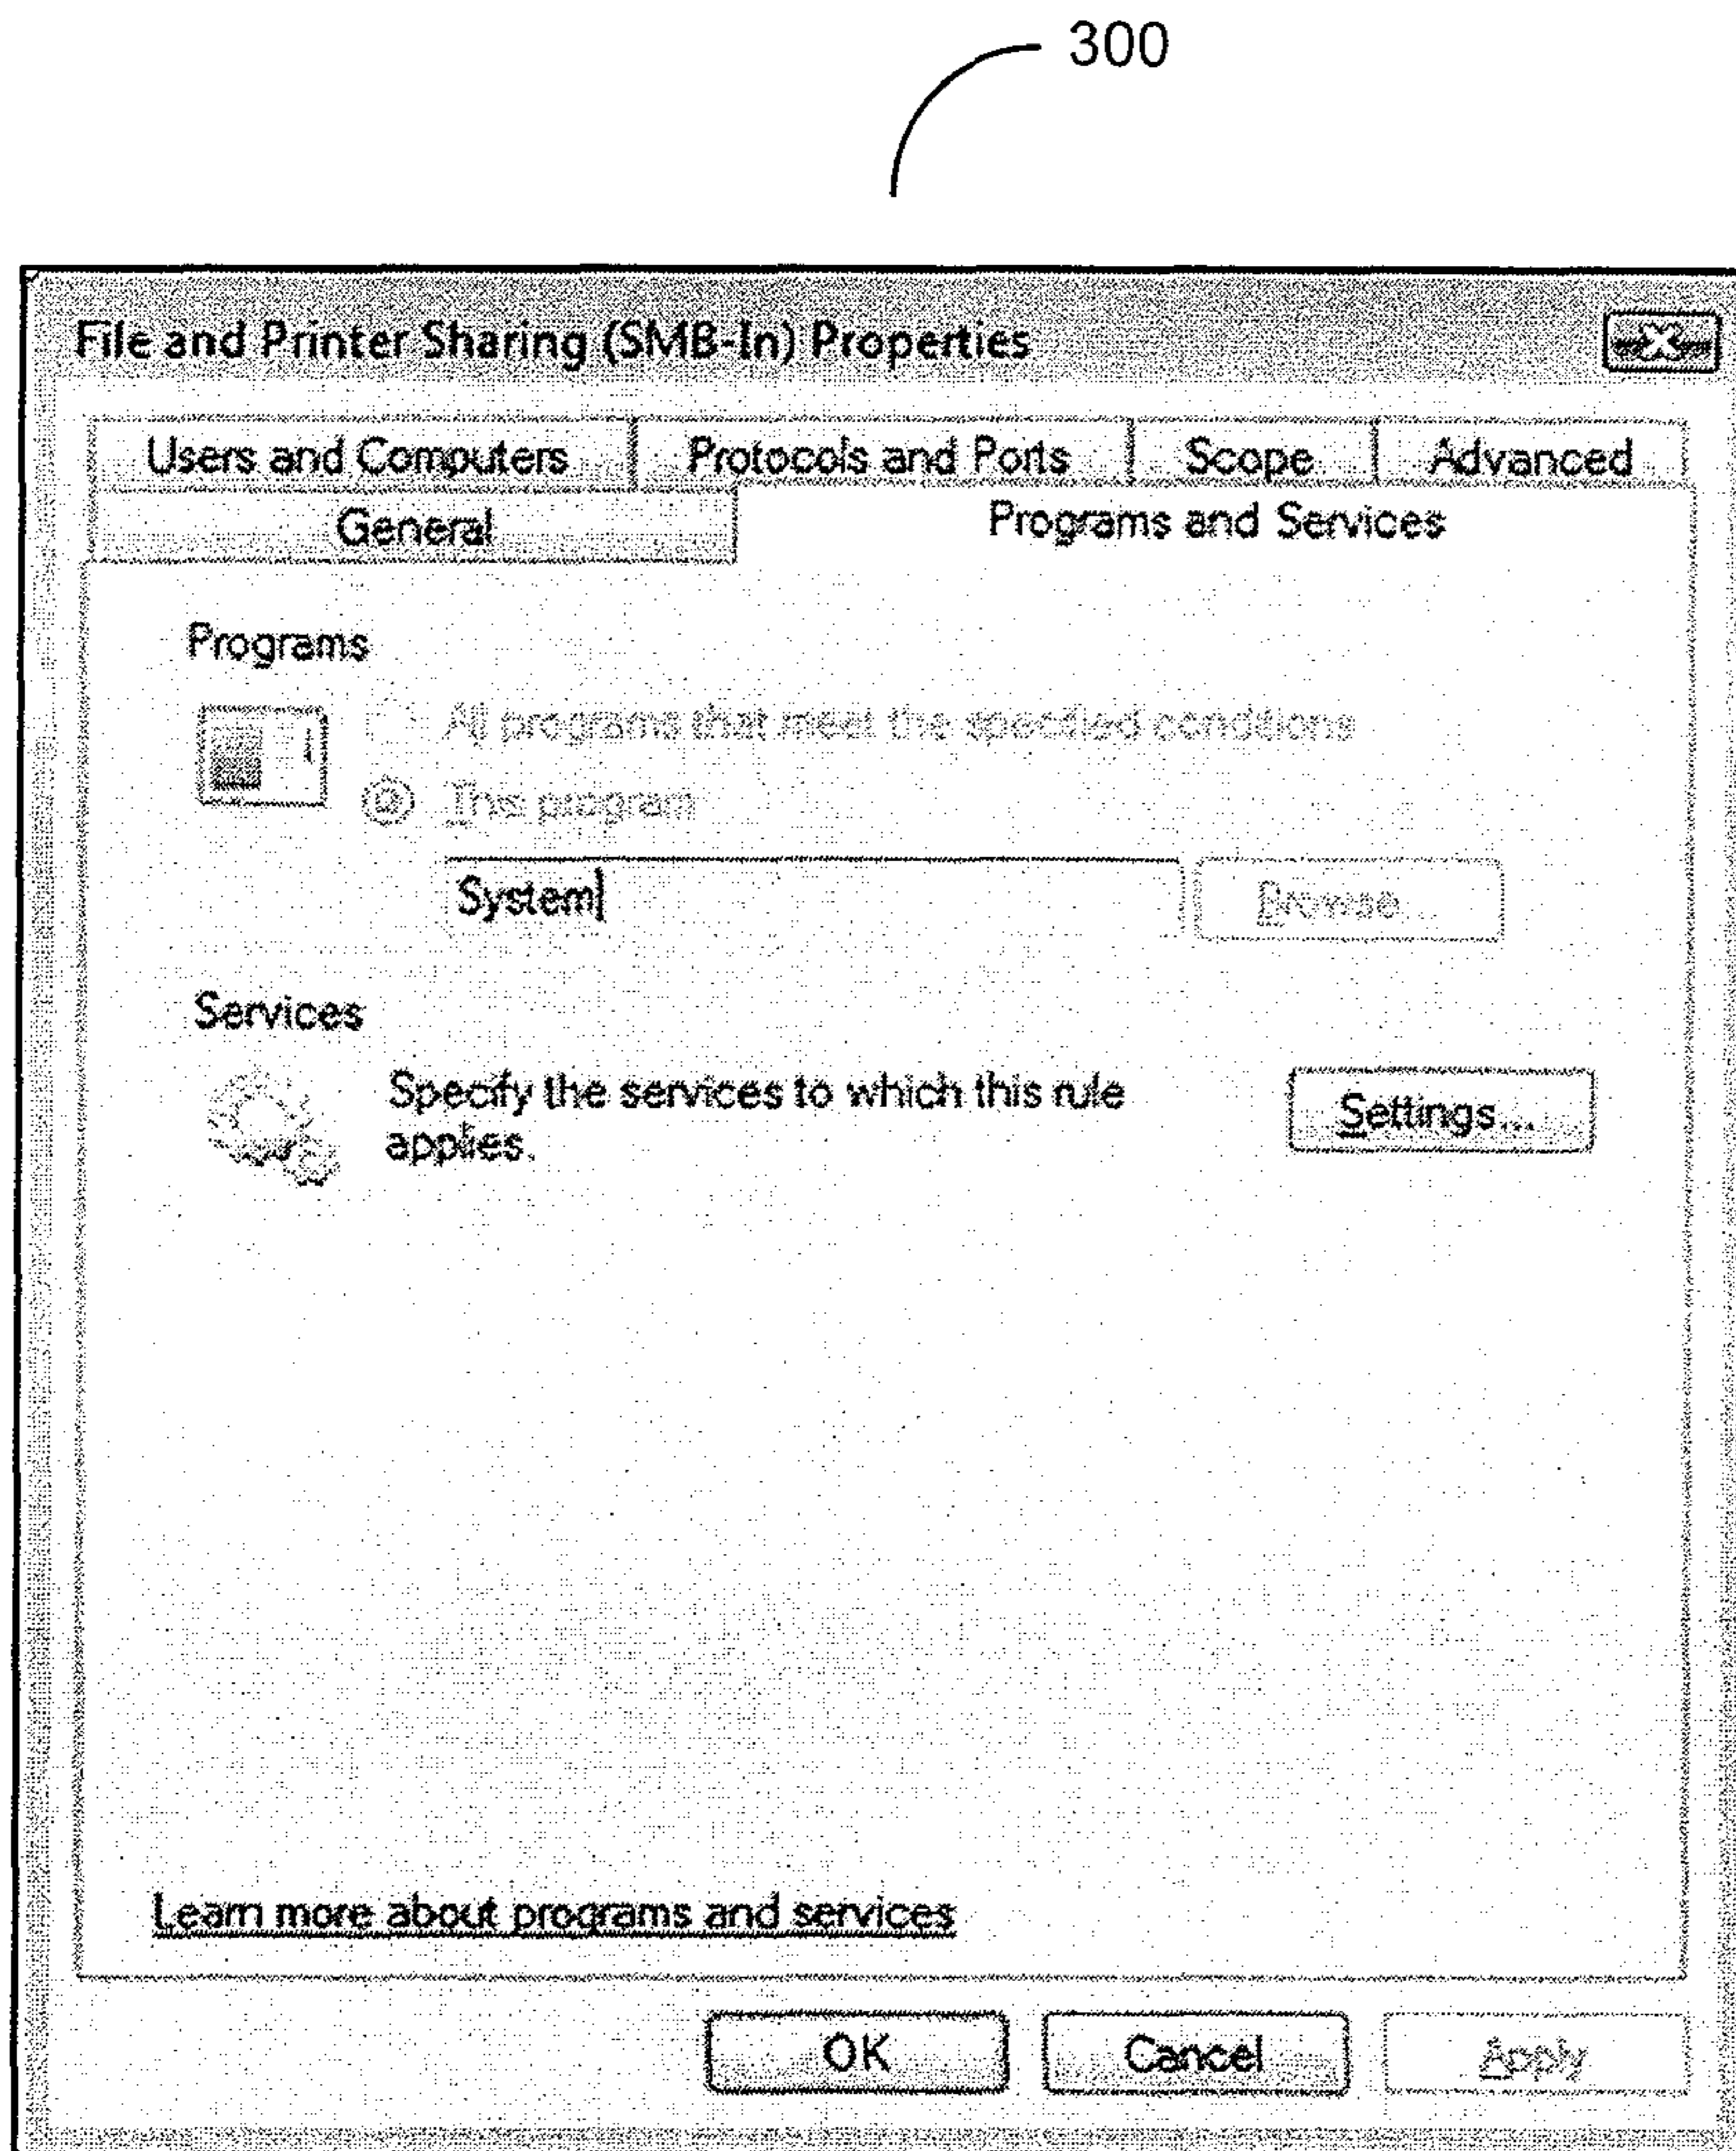 300
File and Printer Sharing (SMB-In) Properties
Users and Computers
Protocols and Ports
Scope
Advanced
General
Programs and Services
Programs
All programs that meet the specified conditions
This program
System
Browse...
Services
Specify the services to which this rule
applies.
Settings...
Learn more about programs and services
OK
Cancel
Apply